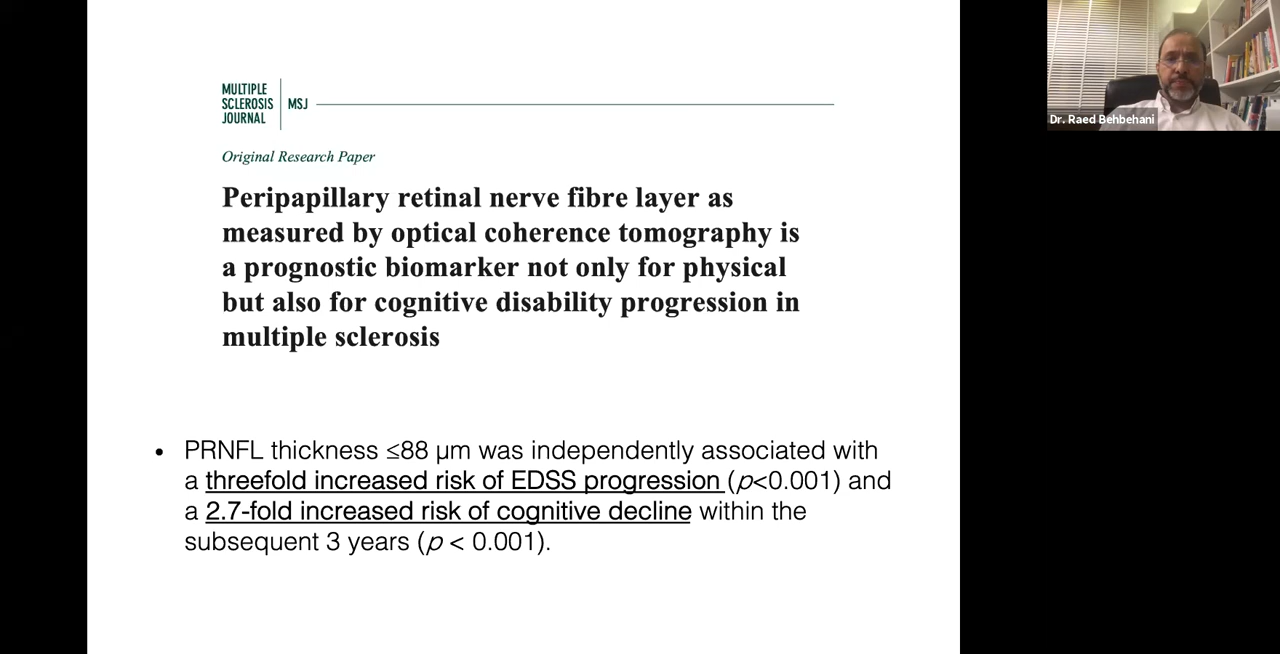 MULTIPLE
SCLEROSIS
JOURNAL
MSJ
Original Research Paper
Peripapillary retinal nerve fibre layer as
measured by optical coherence tomography is
a prognostic biomarker not only for physical
but also for cognitive disability progression in
multiple sclerosis
• PRNFL thickness ≤88 μm was independently associated with
a threefold increased risk of EDSS progression (p<0.001) and
a 2.7-fold increased risk of cognitive decline within the
subsequent 3 years (p < 0.001).
Dr. Raed Behbehani